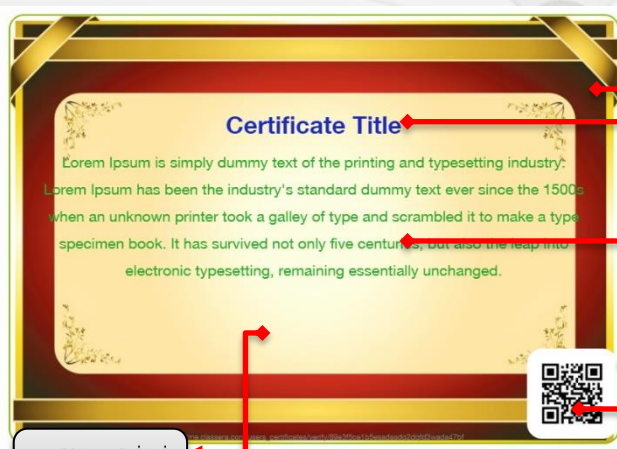 Certificate Title
Lorem Ipsum is simply dummy text of the printing and typesetting industry.
Lorem Ipsum has been the industry's standard dummy text ever since the 1500s
when an unknown printer took a galley of type and scrambled it to make a type
specimen book. It has survived not only five centuries, but also the leap into
electronic typesetting, remaining essentially unchanged.